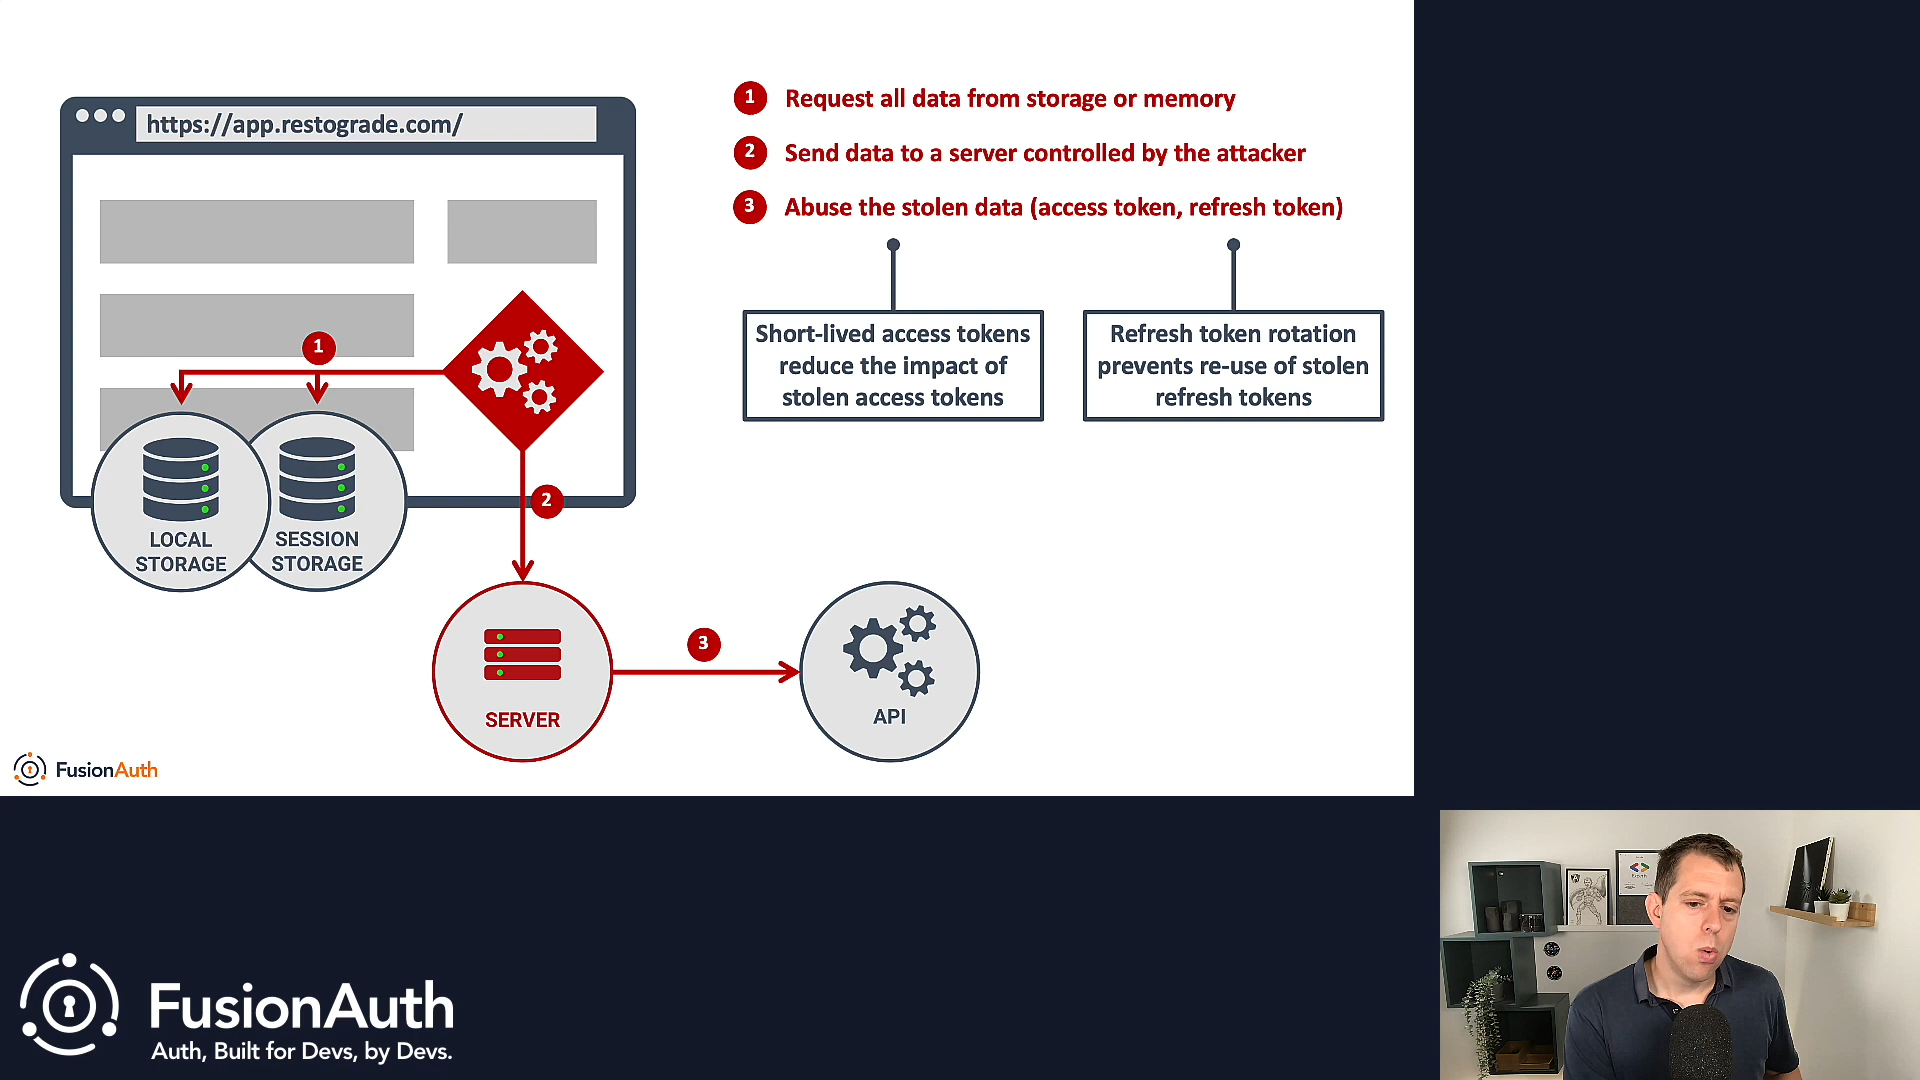 https://app.restograde.com/
1 Request all data from storage or memory
2 Send data to a server controlled by the attacker
3 Abuse the stolen data (access token, refresh token)
Short-lived access tokens
reduce the impact of
stolen access tokens
Refresh token rotation
prevents re-use of stolen
refresh tokens
1
2
LOCAL
STORAGE
SESSION
STORAGE
3
SERVER
API
FusionAuth
FusionAuth
Auth, Built for Devs, by Devs.